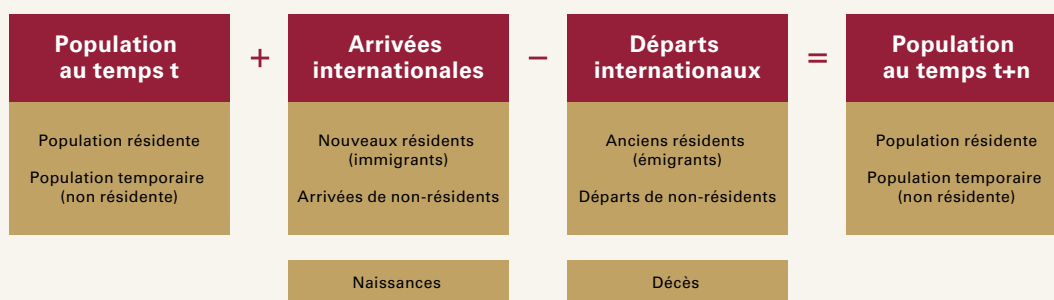 Population
au temps t
+
Arrivées
internationales
−
Départs
internationaux
=
Population
au temps t+n
Population résidente
Population temporaire
(non résidente)
Nouveaux résidents
(immigrants)
Arrivées de non-résidents
Anciens résidents
(émigrants)
Départs de non-résidents
Population résidente
Population temporaire
(non résidente)
Naissances
Décès